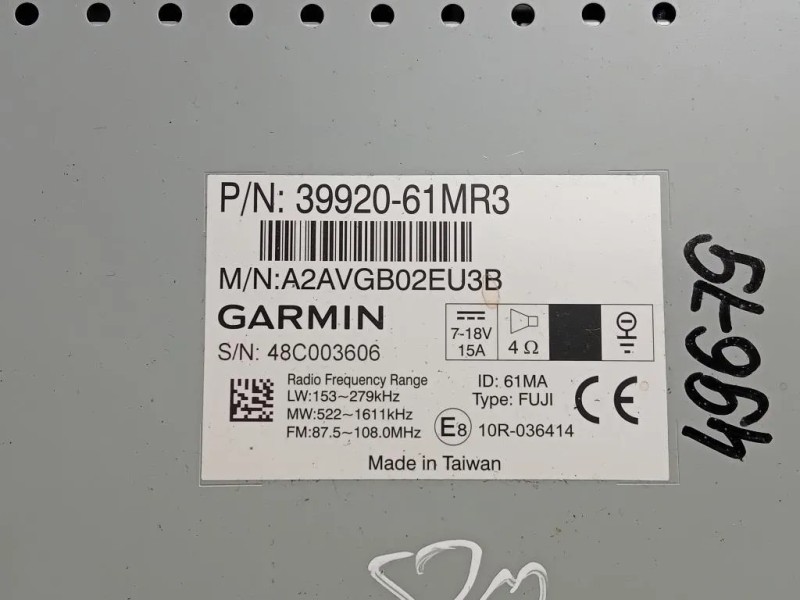 P/N: 39920-61MR3
M/N:A2AVGB02EU3B
GARMIN
S/N: 48C003606
7-18V
15A
4 Ω
Radio Frequency Range
LW:153~279kHz
MW:522~1611kHz
FM:87.5~108.0MHz
ID: 61MA
Type: FUJI
CE
E8 10R-036414
Made in Taiwan